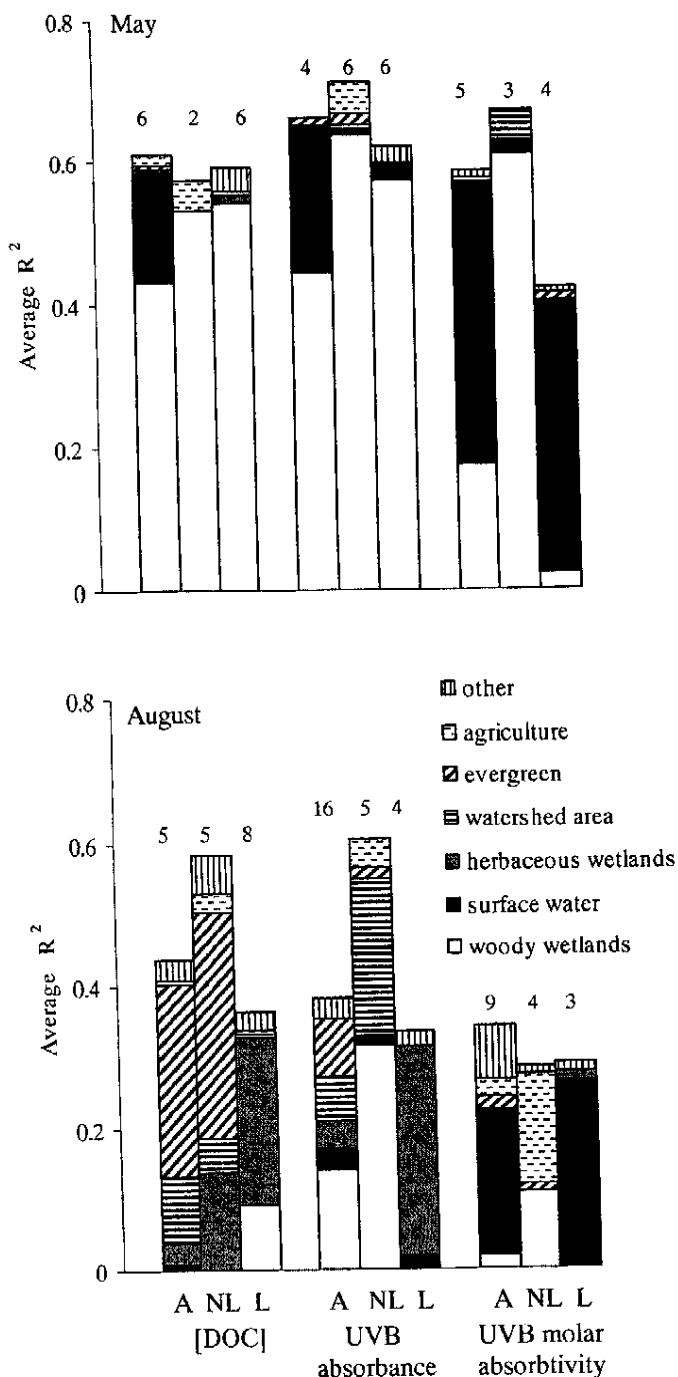 0.8
May
4 6 6
6 2 6
5 3 4
0.6
0.4
0.2
0
Average R 2
0.8
August
other
agriculture
evergreen
watershed area
herbaceous wetlands
surface water
woody wetlands
16 5 4
5 5 8
9 4 3
0.6
0.4
0.2
0
Average R 2
A NL L
A NL L
A NL L
[DOC]
UVB
absorbance
UVB molar
absorbtivity